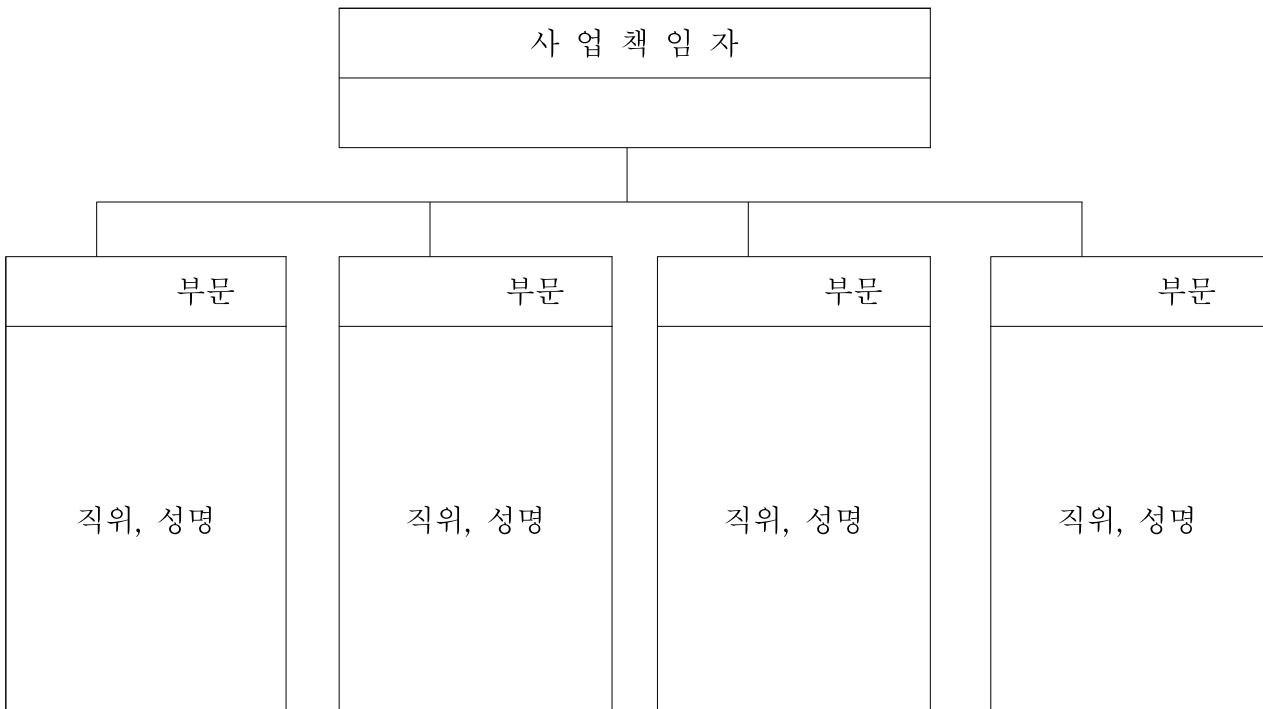 사 업 책 임 자
부문 부문 부문 부문
직위, 성명 직위, 성명 직위, 성명 직위, 성명